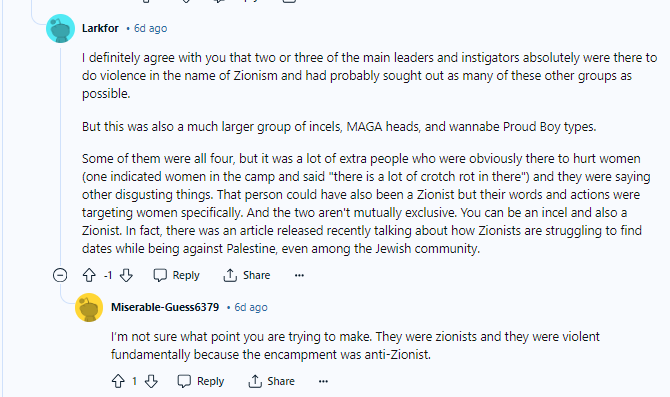 Larkfor • 6d ago
I definitely agree with you that two or three of the main leaders and instigators absolutely were there to
do violence in the name of Zionism and had probably sought out as many of these other groups as
possible.
But this was also a much larger group of incels, MAGA heads, and wannabe Proud Boy types.
Some of them were all four, but it was a lot of extra people who were obviously there to hurt women
(one indicated women in the camp and said "there is a lot of crotch rot in there") and they were saying
other disgusting things. That person could have also been a Zionist but their words and actions were
targeting women specifically. And the two aren't mutually exclusive. You can be an incel and also a
Zionist. In fact, there was an article released recently talking about how Zionists are struggling to find
dates while being against Palestine, even among the Jewish community.
-1 Reply Share ...
Miserable-Guess6379 • 6d ago
I'm not sure what point you are trying to make. They were zionists and they were violent
fundamentally because the encampment was anti-Zionist.
1 Reply Share ...